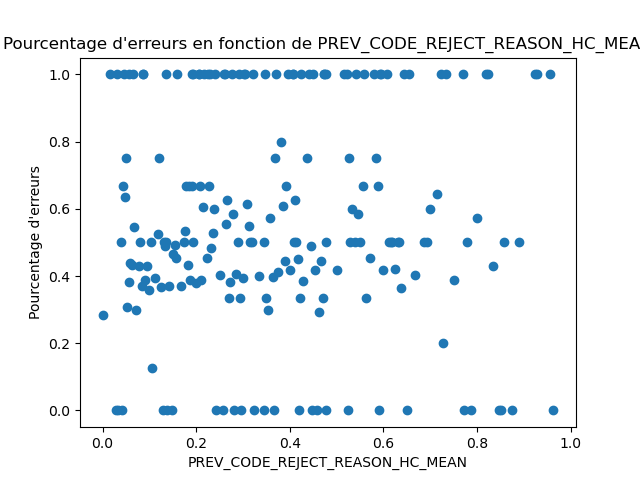 Pourcentage d'erreurs en fonction de PREV_CODE_REJECT_REASON_HC_MEA
1.0
0.8
0.6
0.4
0.2
0.0
Pourcentage d'erreurs
0.0 0.2 0.4 0.6 0.8 1.0
PREV_CODE_REJECT_REASON_HC_MEAN